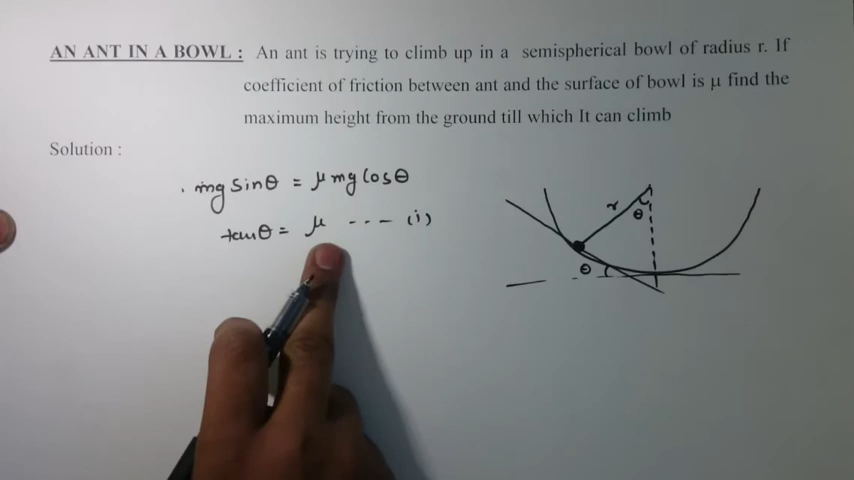 AN ANT IN A BOWL : An ant is trying to climb up in a semispherical bowl of radius r. If
coefficient of friction between ant and the surface of bowl is μ find the
maximum height from the ground till which It can climb
Solution :
mg sinθ = μ mg cosθ
tanθ = μ --- (i)
r
θ
θ